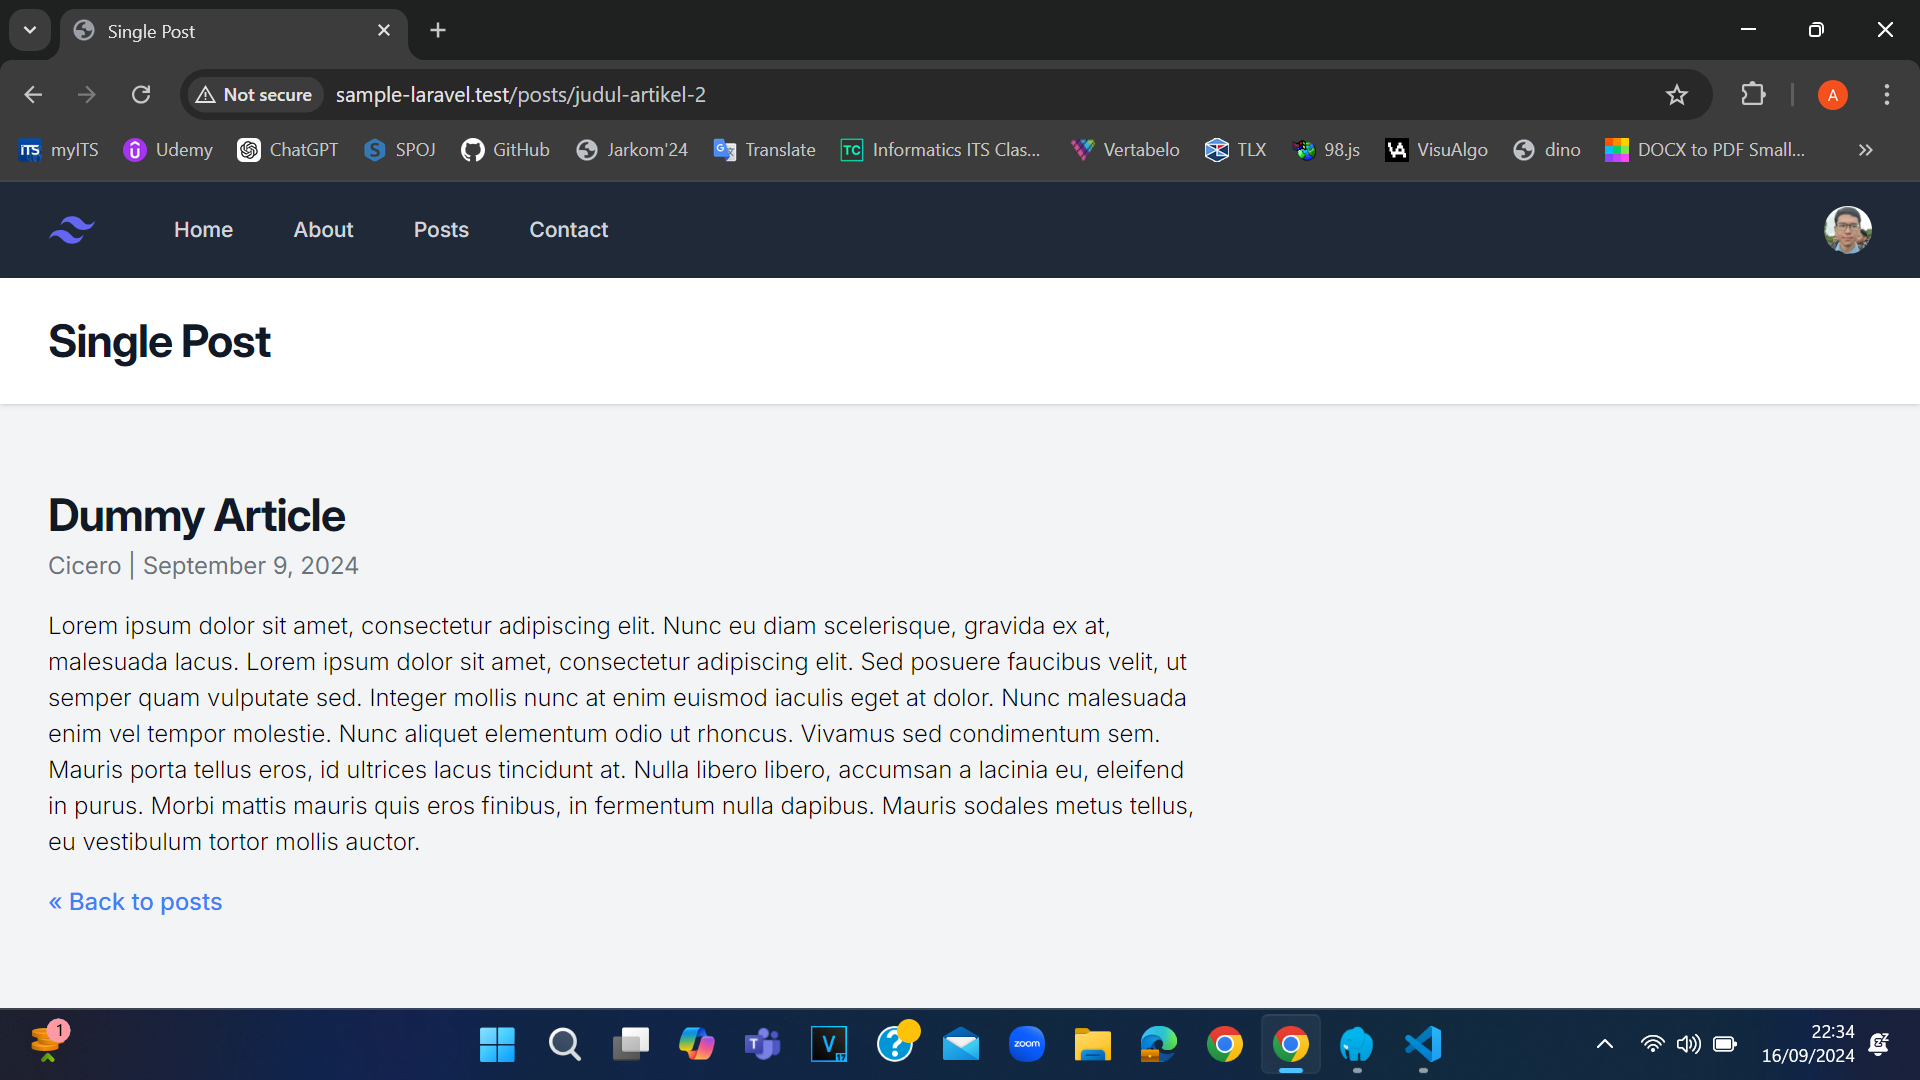 Single Post
Not secure
sample-laravel.test/posts/judul-artikel-2
A
ITS myITS
Udemy
ChatGPT
S SPOJ
GitHub
Jarkom'24
Translate
TC Informatics ITS Clas...
Vertabelo
TLX
98.js
VisuAlgo
dino
DOCX to PDF Small...
Home
About
Posts
Contact
Single Post
Dummy Article
Cicero | September 9, 2024
Lorem ipsum dolor sit amet, consectetur adipiscing elit. Nunc eu diam scelerisque, gravida ex at,
malesuada lacus. Lorem ipsum dolor sit amet, consectetur adipiscing elit. Sed posuere faucibus velit, ut
semper quam vulputate sed. Integer mollis nunc at enim euismod iaculis eget at dolor. Nunc malesuada
enim vel tempor molestie. Nunc aliquet elementum odio ut rhoncus. Vivamus sed condimentum sem.
Mauris porta tellus eros, id ultrices lacus tincidunt at. Nulla libero libero, accumsan a lacinia eu, eleifend
in purus. Morbi mattis mauris quis eros finibus, in fermentum nulla dapibus. Mauris sodales metus tellus,
eu vestibulum tortor mollis auctor.
« Back to posts
1
T
V 17
?
zoom
22:34
16/09/2024